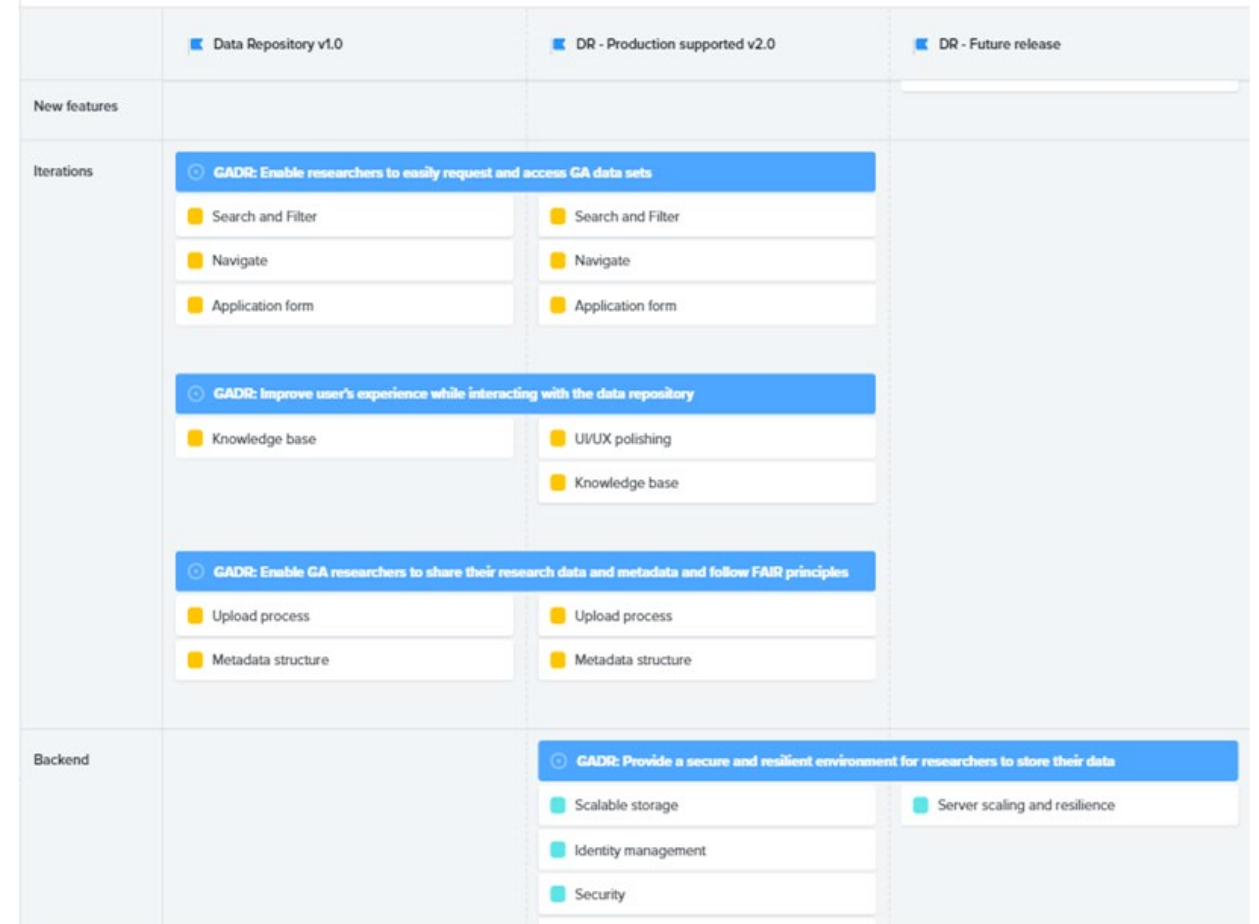 Data Repository v1.0
DR - Production supported v2.0
DR - Future release
New features
Iterations
GADR: Enable researchers to easily request and access GA data sets
Search and Filter
Search and Filter
Navigate
Navigate
Application form
Application form
GADR: Improve user's experience while interacting with the data repository
Knowledge base
UI/UX polishing
Knowledge base
GADR: Enable GA researchers to share their research data and metadata and follow FAIR principles
Upload process
Upload process
Metadata structure
Metadata structure
Backend
GADR: Provide a secure and resilient environment for researchers to store their data
Scalable storage
Server scaling and resilience
Identity management
Security